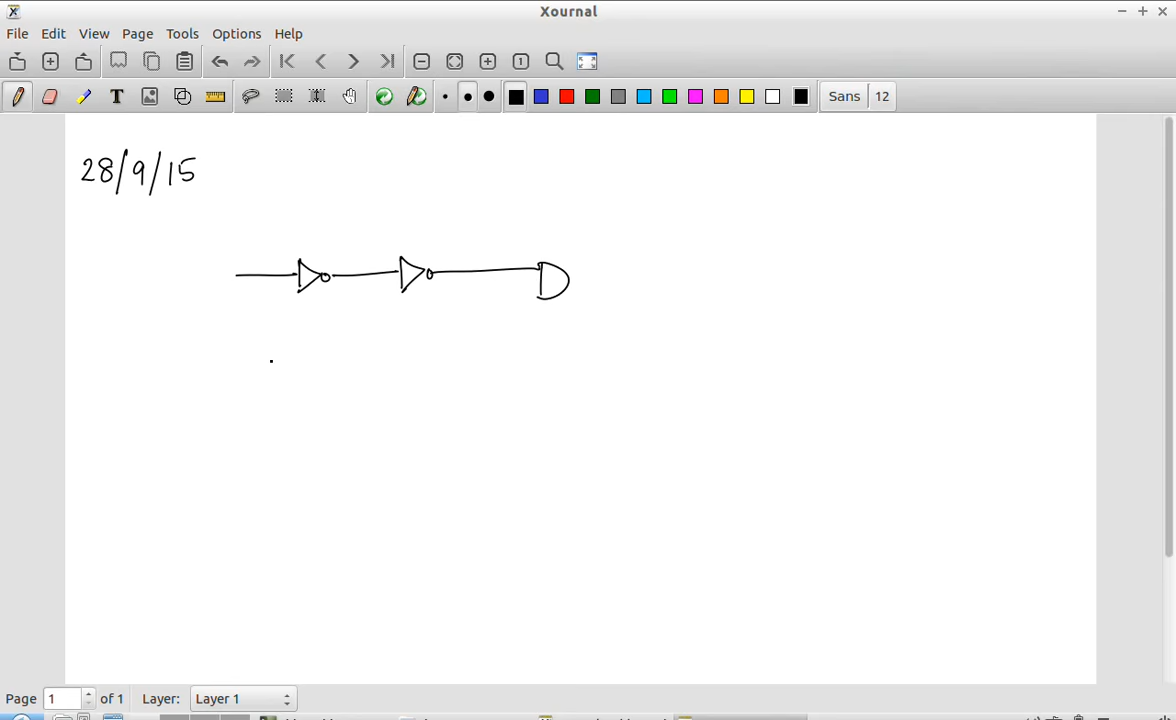 Xournal
File Edit View Page Tools Options Help
T Sans 12
28/9/15
Page 1 of 1 Layer: Layer 1